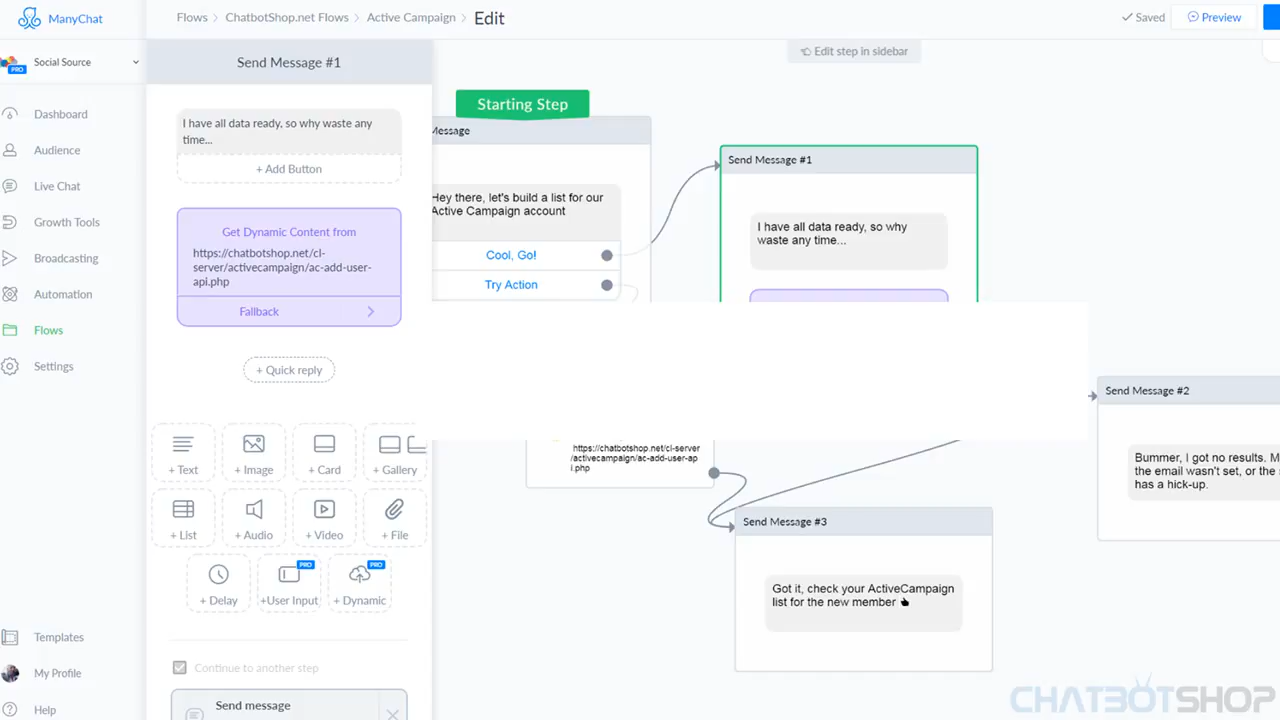 ManyChat
Flows
ChatbotShop.net Flows
Active Campaign
Edit
Saved
Preview
Social Source
PRO
Dashboard
Audience
Live Chat
Growth Tools
Broadcasting
Automation
Flows
Settings
Templates
My Profile
Help
Send Message #1
I have all data ready, so why waste any
time...
+ Add Button
Get Dynamic Content from
https://chatbotshop.net/cl-
server/activecampaign/ac-add-user-
api.php
Fallback
+ Quick reply
+ Text
+ Image
+ Card
+ Gallery
+ List
+ Audio
+ Video
+ File
+ Delay
PRO
+User Input
PRO
+ Dynamic
Continue to another step
Send message
Edit step in sidebar
Starting Step
Message
Hey there, let's build a list for our
Active Campaign account
Cool, Go!
Try Action
Send Message #1
I have all data ready, so why
waste any time...
https://chatbotshop.net/cl-server
/activecampaign/ac-add-user-ap
i.php
Send Message #2
Bummer, I got no results. M
the email wasn't set, or the
has a hick-up.
Send Message #3
Got it, check your ActiveCampaign
list for the new member
CHATBOTSHOP